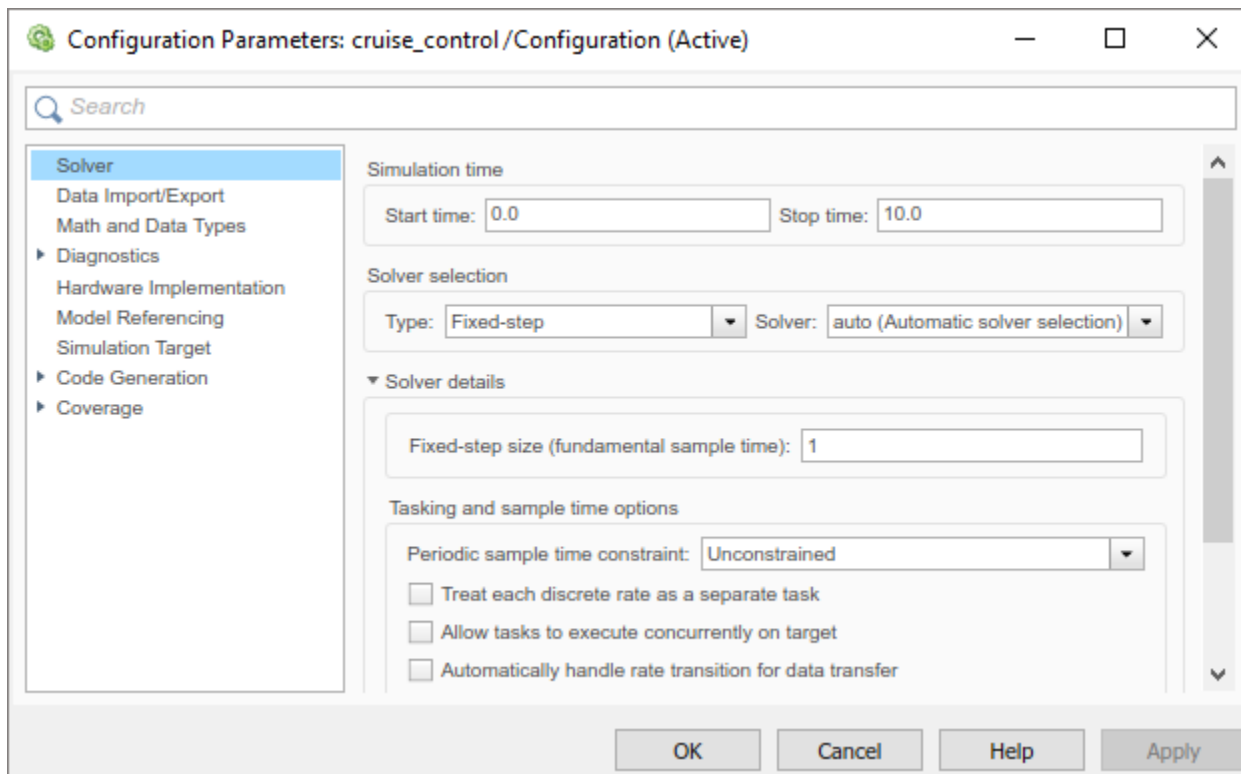 Configuration Parameters: cruise_control/Configuration (Active)
Search
Solver
Data Import/Export
Math and Data Types
Diagnostics
Hardware Implementation
Model Referencing
Simulation Target
Code Generation
Coverage
Simulation time
Start time: 0.0 Stop time: 10.0
Solver selection
Type: Fixed-step Solver: auto (Automatic solver selection)
Solver details
Fixed-step size (fundamental sample time): 1
Tasking and sample time options
Periodic sample time constraint: Unconstrained
Treat each discrete rate as a separate task
Allow tasks to execute concurrently on target
Automatically handle rate transition for data transfer
OK Cancel Help Apply